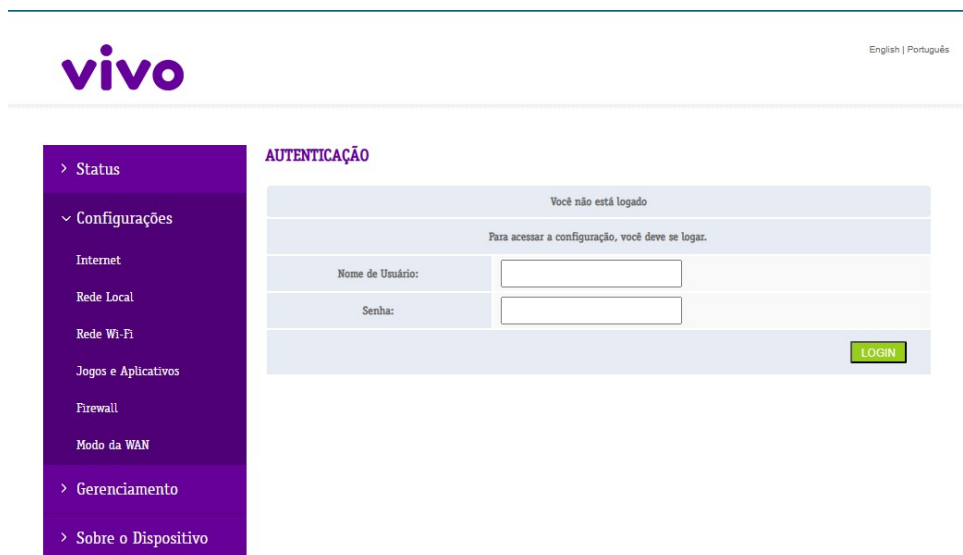 vivo
English | Português
> Status
Configurações
Internet
Rede Local
Rede Wi-Fi
Jogos e Aplicativos
Firewall
Modo da WAN
> Gerenciamento
> Sobre o Dispositivo
AUTENTICAÇÃO
Você não está logado
Para acessar a configuração, você deve se logar.
Nome de Usuário:
Senha:
LOGIN